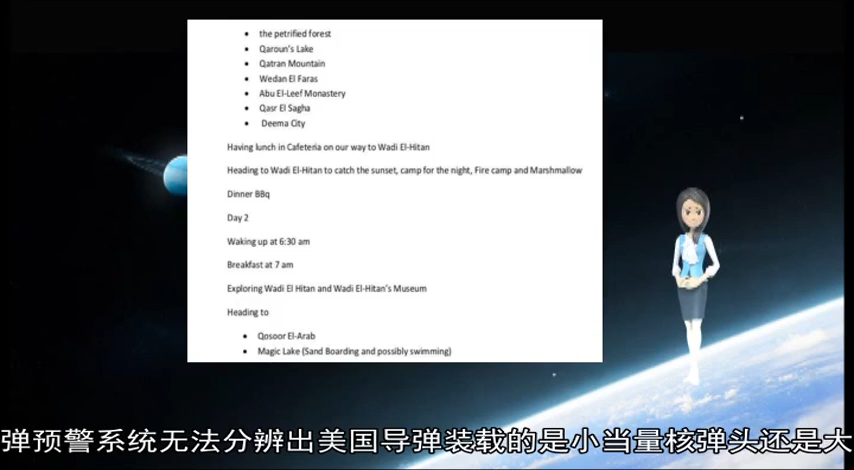 the petrified forest
Qaroun's Lake
Qatran Mountain
Wedan El Faras
Abu El-Leef Monastery
Qasr El Sagha
Deema City
Having lunch in Cafeteria on our way to Wadi El-Hitan
Heading to Wadi El-Hitan to catch the sunset, camp for the night, Fire camp and Marshmallow
Dinner BBq
Day 2
Waking up at 6:30 am
Breakfast at 7 am
Exploring Wadi El Hitan and Wadi El-Hitan's Museum
Heading to
Qosoor El-Arab
Magic Lake (Sand Boarding and possibly swimming)
弹预警系统无法分辨出美国导弹装载的是小当量核弹头还是大